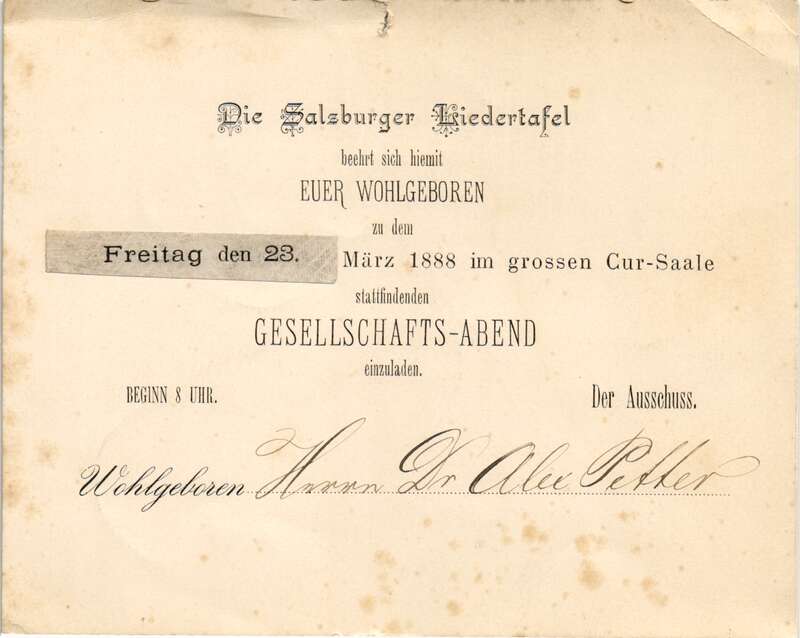 Die Salzburger Liedertafel
beehrt sich hiemit
EUER WOHLGEBOREN
zu dem
Freitag den 23. März 1888 im grossen Cur-Saale
stattfindenden
GESELLSCHAFTS-ABEND
einzuladen.
BEGINN 8 UHR. Der Ausschuss.
Wohlgeboren Herrn Dr Alex Petter